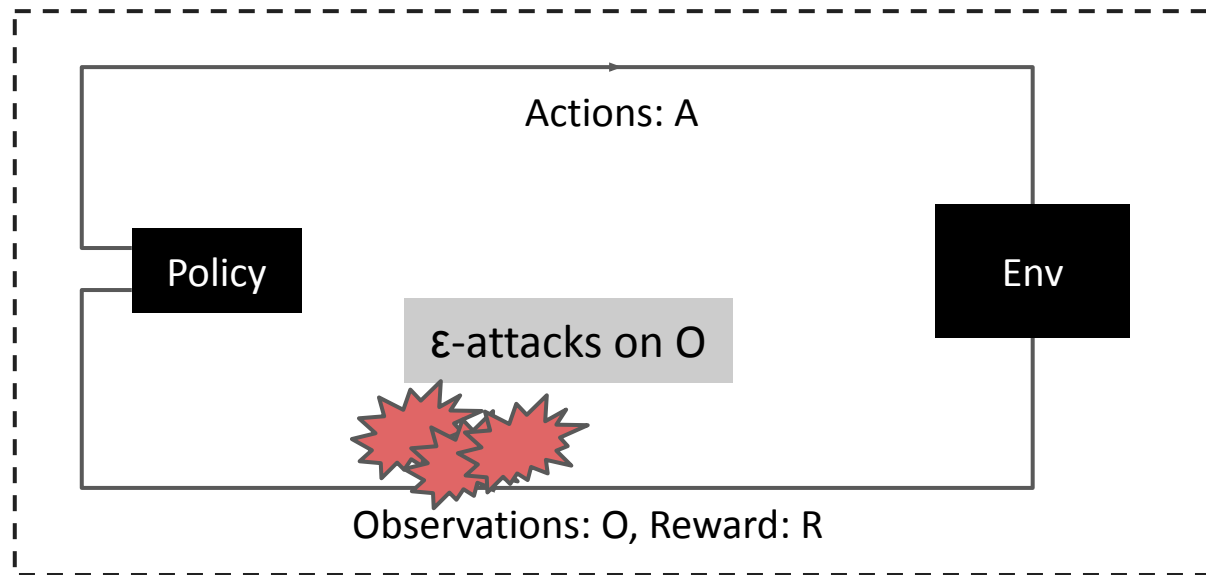 Actions: A
Policy
Env
ε-attacks on O
Observations: O, Reward: R